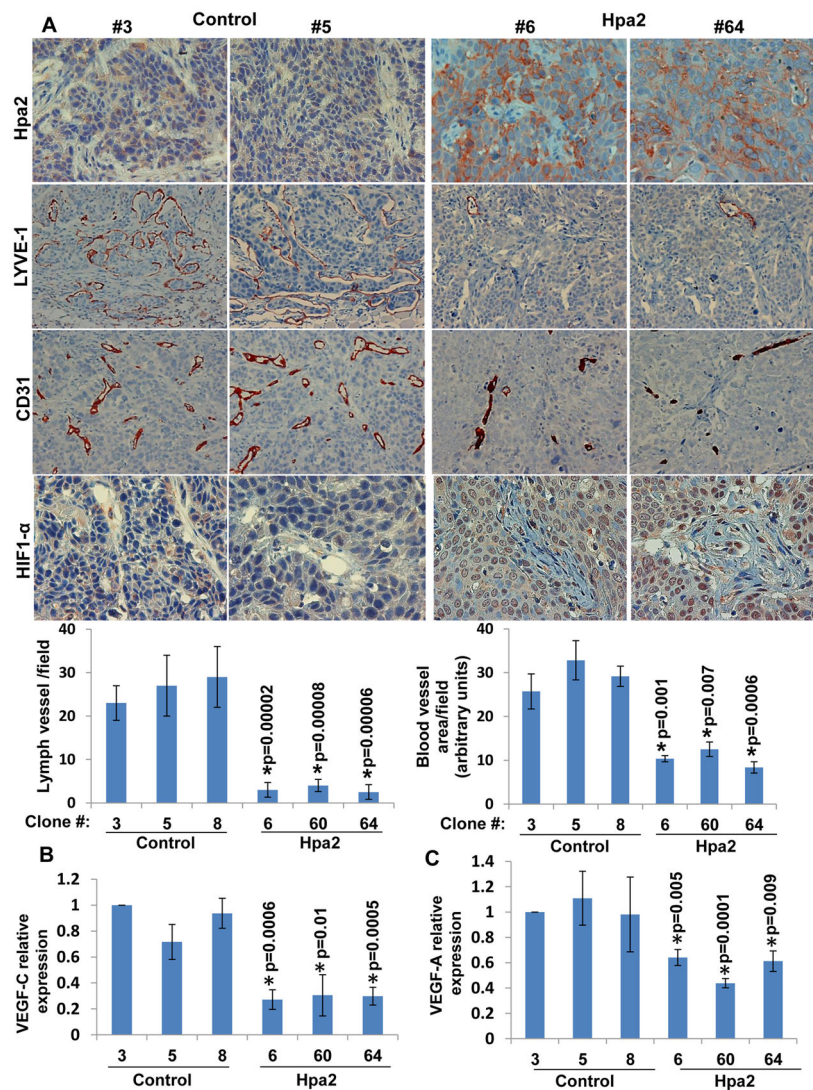 A
Control
Hpa2
#3
#5
#6
#64
Hpa2
LYVE-1
CD31
HIF1-α
Lymph vessel /field
40
30
20
10
0
*p=0.00002
*p=0.00008
*p=0.00006
Clone #:
3
5
8
6
60
64
Control
Hpa2
Blood vessel
area/field
(arbitrary units)
40
30
20
10
0
*p=0.001
*p=0.007
*p=0.0006
Clone #:
3
5
8
6
60
64
Control
Hpa2
B
VEGF-C relative
expression
1.2
1
0.8
0.6
0.4
0.2
0
*p=0.0006
*p=0.01
*p=0.0005
3
5
8
6
60
64
Control
Hpa2
C
VEGF-A relative
expression
1.4
1.2
1
0.8
0.6
0.4
0.2
0
*p=0.005
*p=0.0001
*p=0.009
3
5
8
6
60
64
Control
Hpa2